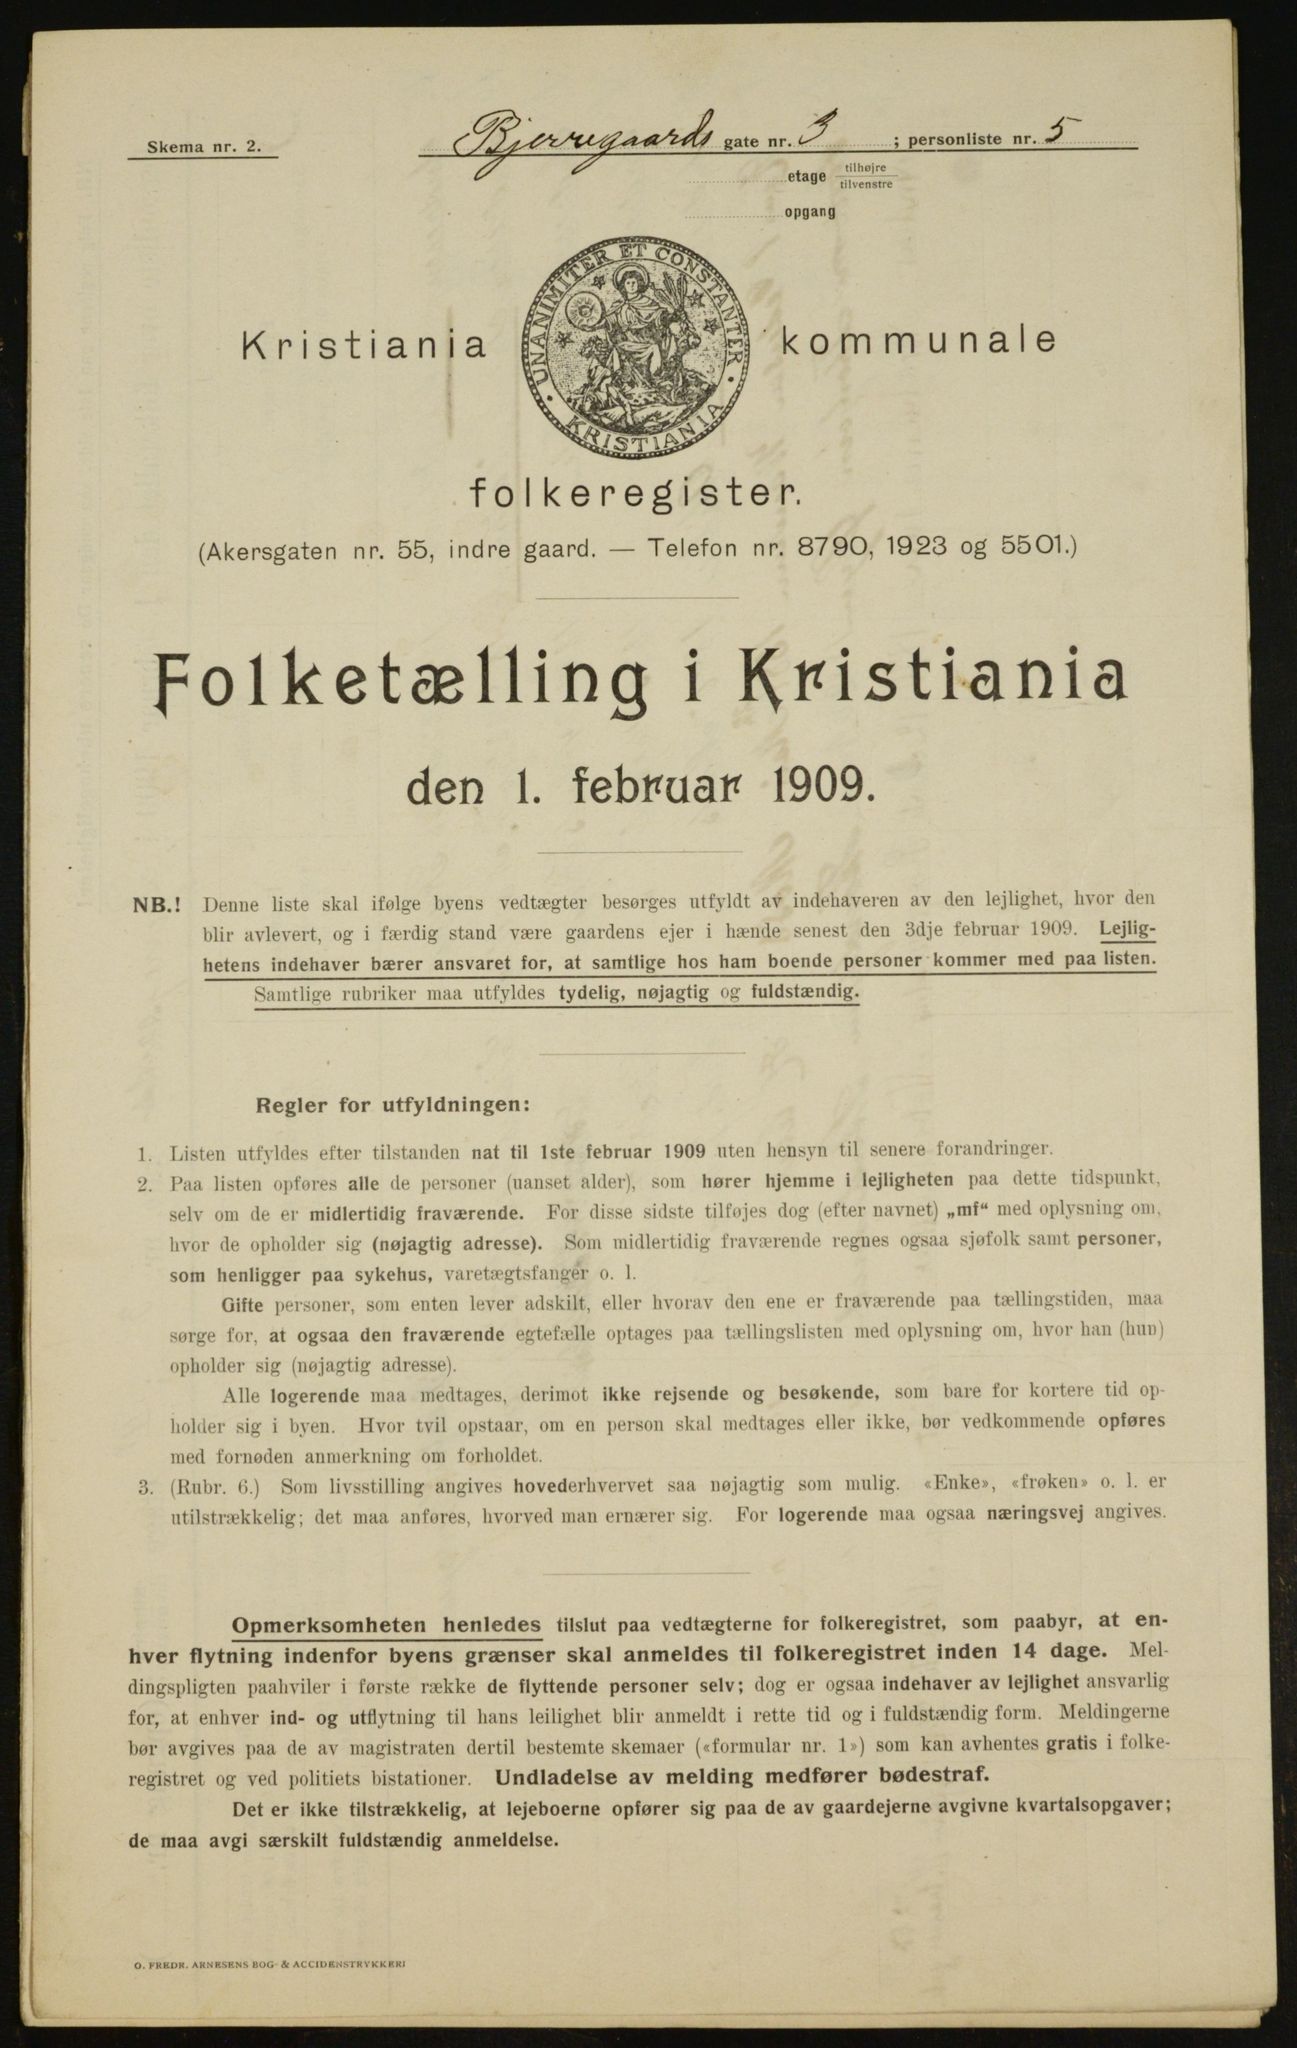 Skema nr. 2.
Bjerregaards gate nr. 3 ; personliste nr. 5
etage tilhøjre
tilvenstre
opgang
UNANIMITER ET CONSTANTER
KRISTIANIA
Kristiania kommunale
folkeregister.
(Akersgaten nr. 55, indre gaard. — Telefon nr. 8790, 1923 og 5501.)
Folketælling i Kristiania
den 1. februar 1909.
NB.! Denne liste skal ifølge byens vedtægter besørges utfyldt av indehaveren av den lejlighet, hvor den
blir avlevert, og i færdig stand være gaardens ejer i hænde senest den 3dje februar 1909. Lejlig-
hetens indehaver bærer ansvaret for, at samtlige hos ham boende personer kommer med paa listen.
Samtlige rubriker maa utfyldes tydelig, nøjagtig og fuldstændig.
Regler for utfyldningen:
1. Listen utfyldes efter tilstanden nat til 1ste februar 1909 uten hensyn til senere forandringer.
2. Paa listen opføres alle de personer (uanset alder), som hører hjemme i lejligheten paa dette tidspunkt,
selv om de er midlertidig fraværende. For disse sidste tilføjes dog (efter navnet) „mf“ med oplysning om,
hvor de opholder sig (nøjagtig adresse). Som midlertidig fraværende regnes ogsaa sjøfolk samt personer,
som henligger paa sykehus, varetægtsfanger o. l.
Gifte personer, som enten lever adskilt, eller hvorav den ene er fraværende paa tællingstiden, maa
sørge for, at ogsaa den fraværende egtefælle optages paa tællingslisten med oplysning om, hvor han (hun)
opholder sig (nøjagtig adresse).
Alle logerende maa medtages, derimot ikke rejsende og besøkende, som bare for kortere tid op-
holder sig i byen. Hvor tvil opstaar, om en person skal medtages eller ikke, bør vedkommende opføres
med fornøden anmerkning om forholdet.
3. (Rubr. 6.) Som livsstilling angives hovederhvervet saa nøjagtig som mulig. «Enke», «frøken» o. l. er
utilstrækkelig; det maa anføres, hvorved man ernærer sig. For logerende maa ogsaa næringsvej angives.
Opmerksomheten henledes tilslut paa vedtægterne for folkeregistret, som paabyr, at en-
hver flytning indenfor byens grænser skal anmeldes til folkeregistret inden 14 dage. Mel-
dingspligten paahviler i første række de flyttende personer selv; dog er ogsaa indehaver av lejlighet ansvarlig
for, at enhver ind- og utflytning til hans leilighet blir anmeldt i rette tid og i fuldstændig form. Meldingerne
bør avgives paa de av magistraten dertil bestemte skemaer («formular nr. 1») som kan avhentes gratis i folke-
registret og ved politiets bistationer. Undladelse av melding medfører bødestraf.
Det er ikke tilstrækkelig, at lejeboerne opfører sig paa de av gaardejerne avgivne kvartalsopgaver;
de maa avgi særskilt fuldstændig anmeldelse.
O. FREDR. ARNESENS BOG- & ACCIDENSTRYKKERI